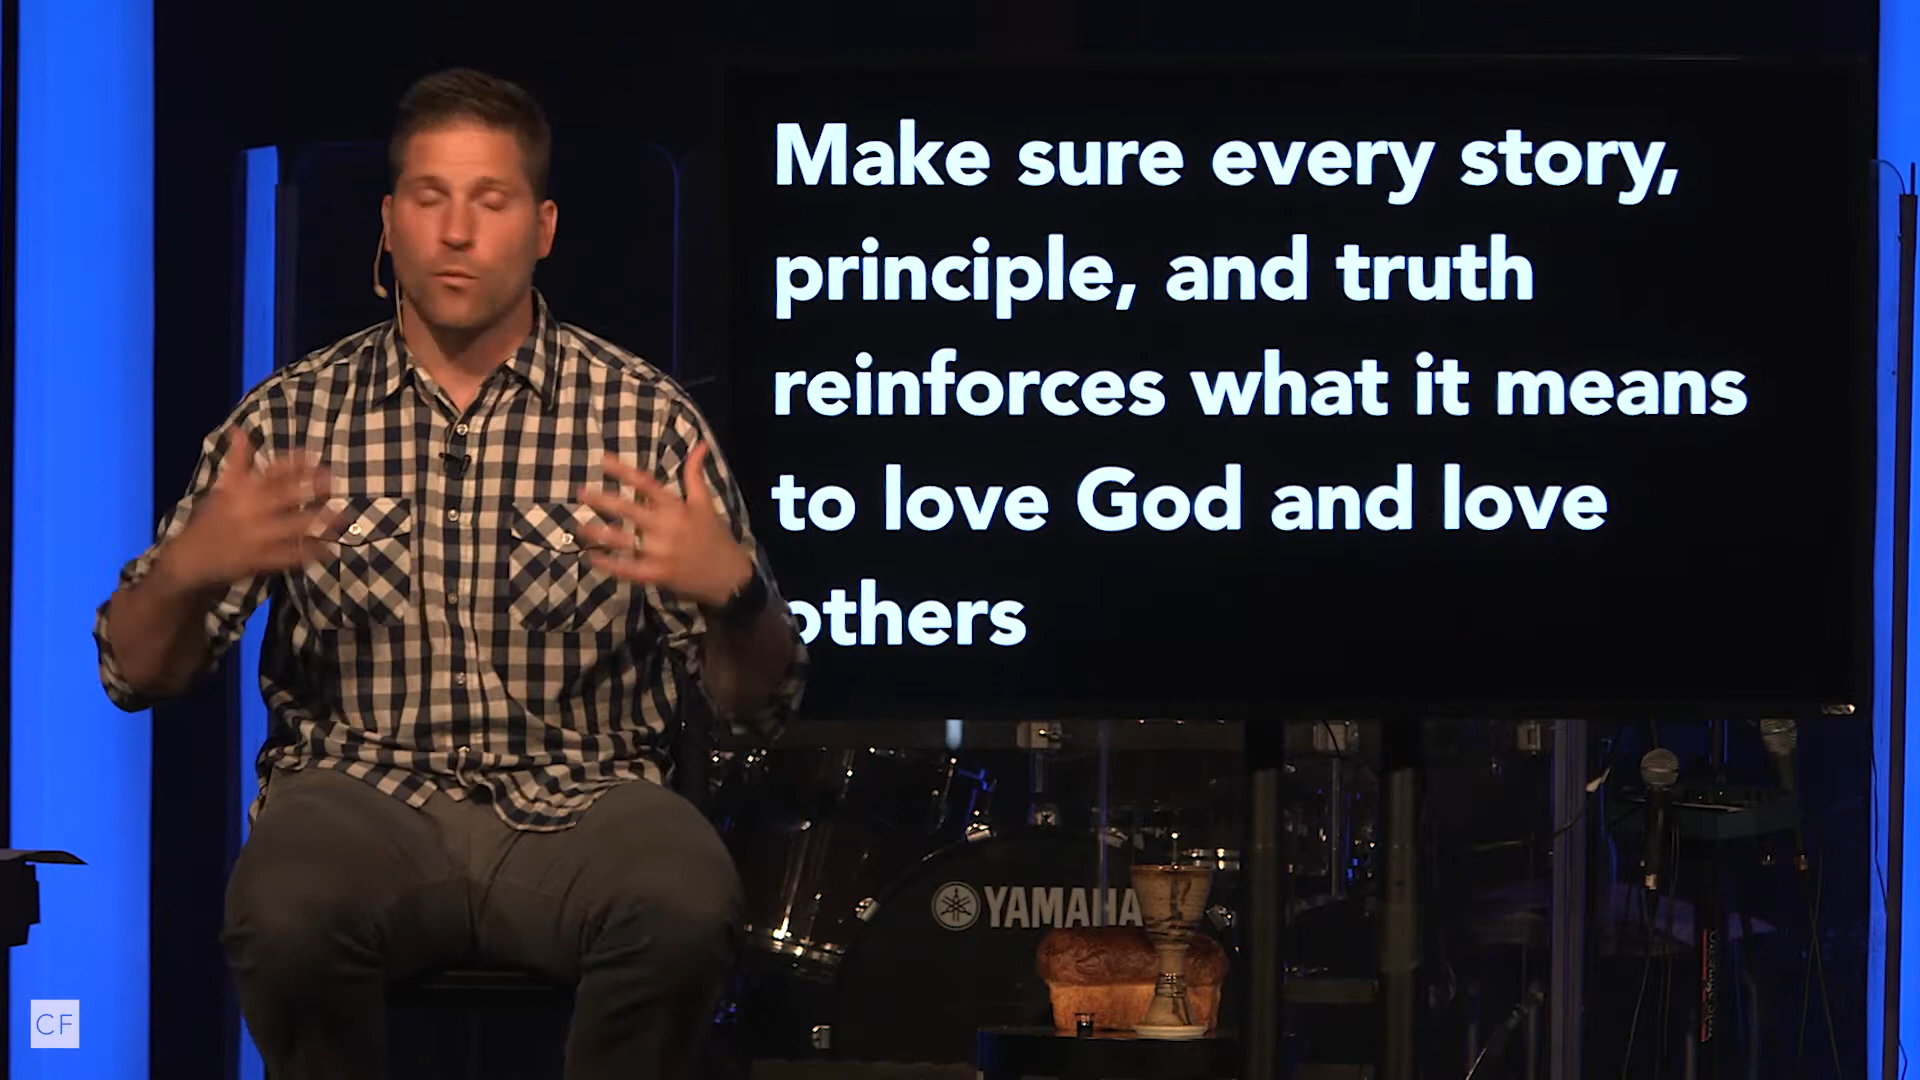 Make sure every story,
principle, and truth
reinforces what it means
to love God and love
others
YAMAHA
CF